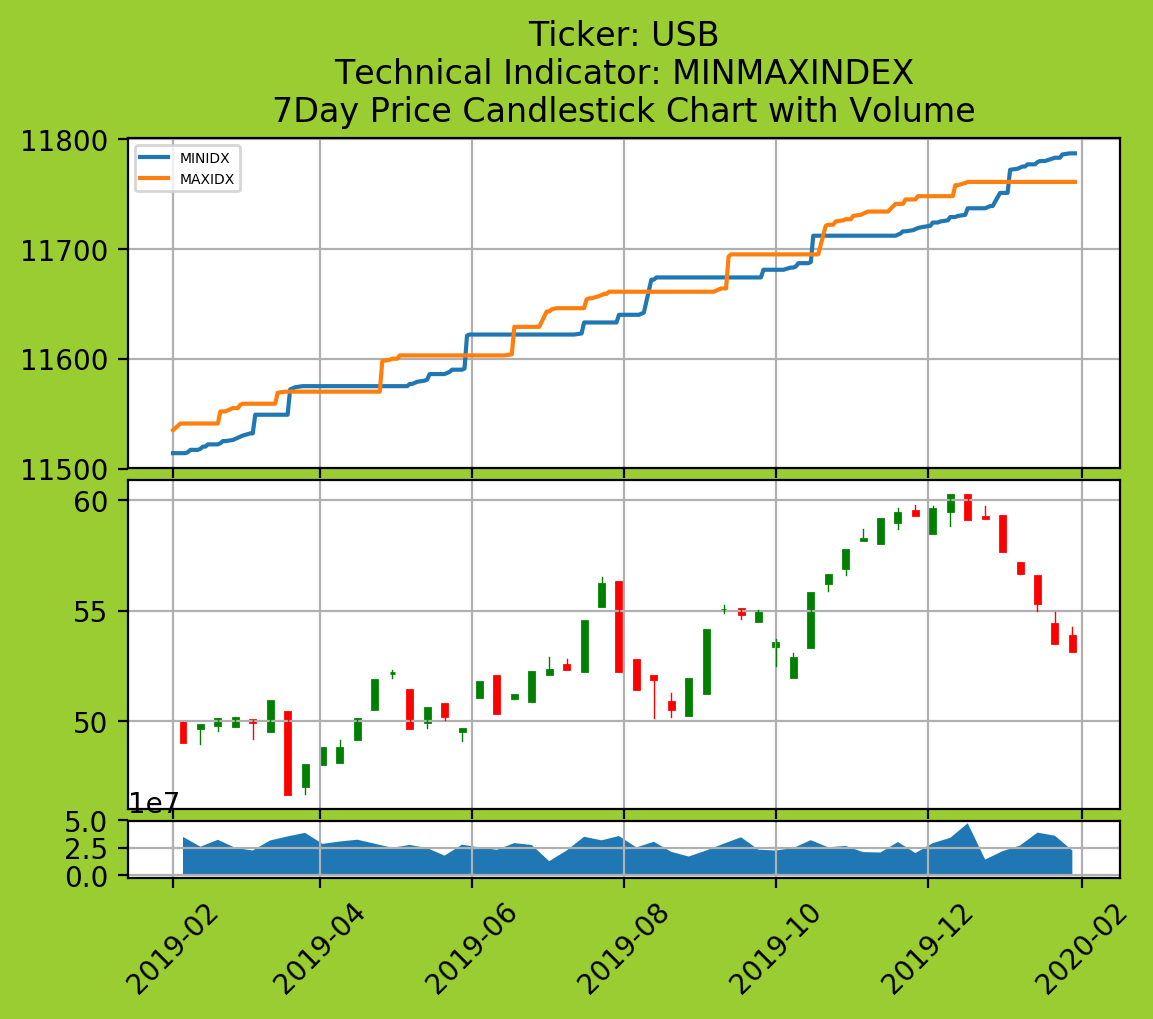 Ticker: USB
Technical Indicator: MINMAXINDEX
7Day Price Candlestick Chart with Volume
11800
MINIDX
MAXIDX
11700
11600
11500
60
55
50
1e7
5.0
2.5
0.0
2019-02
2019-04
2019-06
2019-08
2019-10
2019-12
2020-02